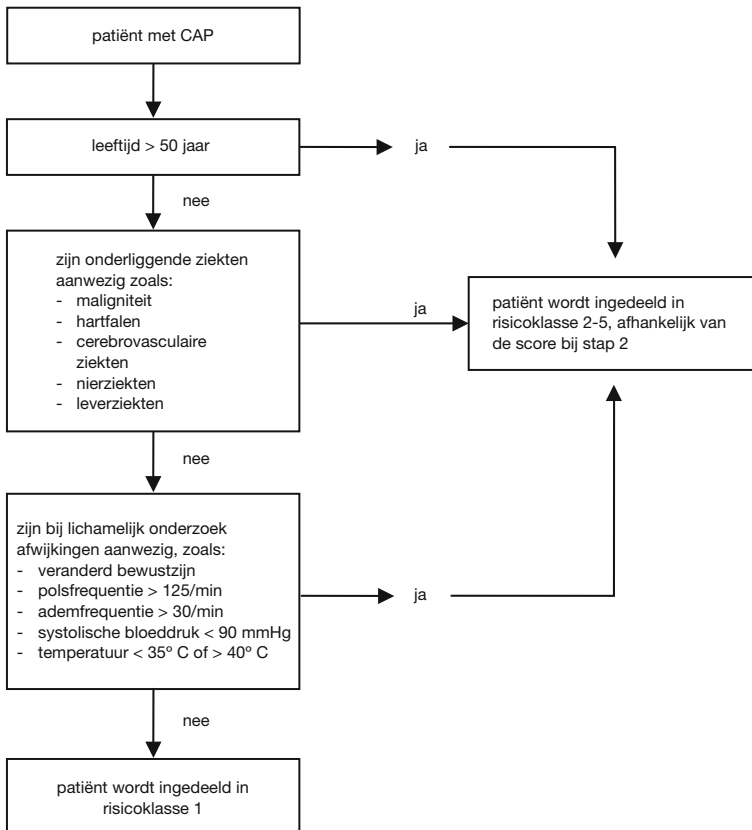 patiënt met CAP
leeftijd > 50 jaar
ja
nee
zijn onderliggende ziekten
aanwezig zoals:
- maligniteit
- hartfalen
- cerebrovasculaire
ziekten
- nierziekten
- leverziekten
ja
patiënt wordt ingedeeld in
risicoklasse 2-5, afhankelijk van
de score bij stap 2
nee
zijn bij lichamelijk onderzoek
afwijkingen aanwezig, zoals:
- veranderd bewustzijn
- polsfrequentie > 125/min
- ademfrequentie > 30/min
- systolische bloeddruk < 90 mmHg
- temperatuur < 35º C of > 40º C
ja
nee
patiënt wordt ingedeeld in
risicoklasse 1